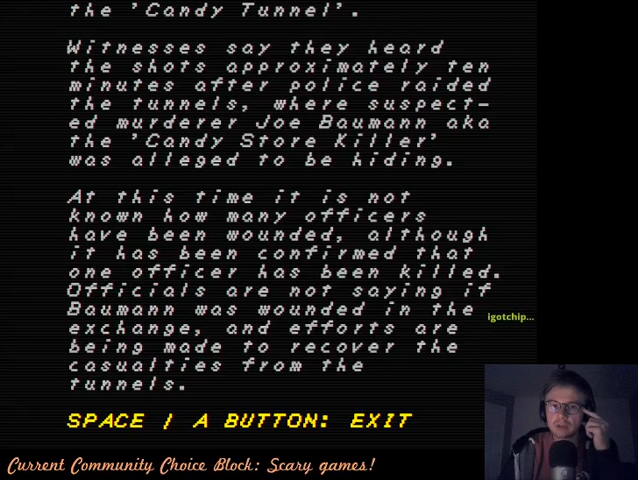 the 'Candy Tunnel'.
Witnesses say they heard
the shots approximately ten
minutes after police raided
the tunnels, where suspect-
ed murderer Joe Baumann aka
the 'Candy Store Killer'
was alleged to be hiding.
At this time it is not
known how many officers
have been wounded, although
it has been confirmed that
one officer has been killed.
Officials are not saying if
Baumann was wounded in the
exchange, and efforts are
being made to recover the
casualties from the
tunnels.
igotchip...
SPACE / A BUTTON: EXIT
Current Community Choice Block: Scary games!